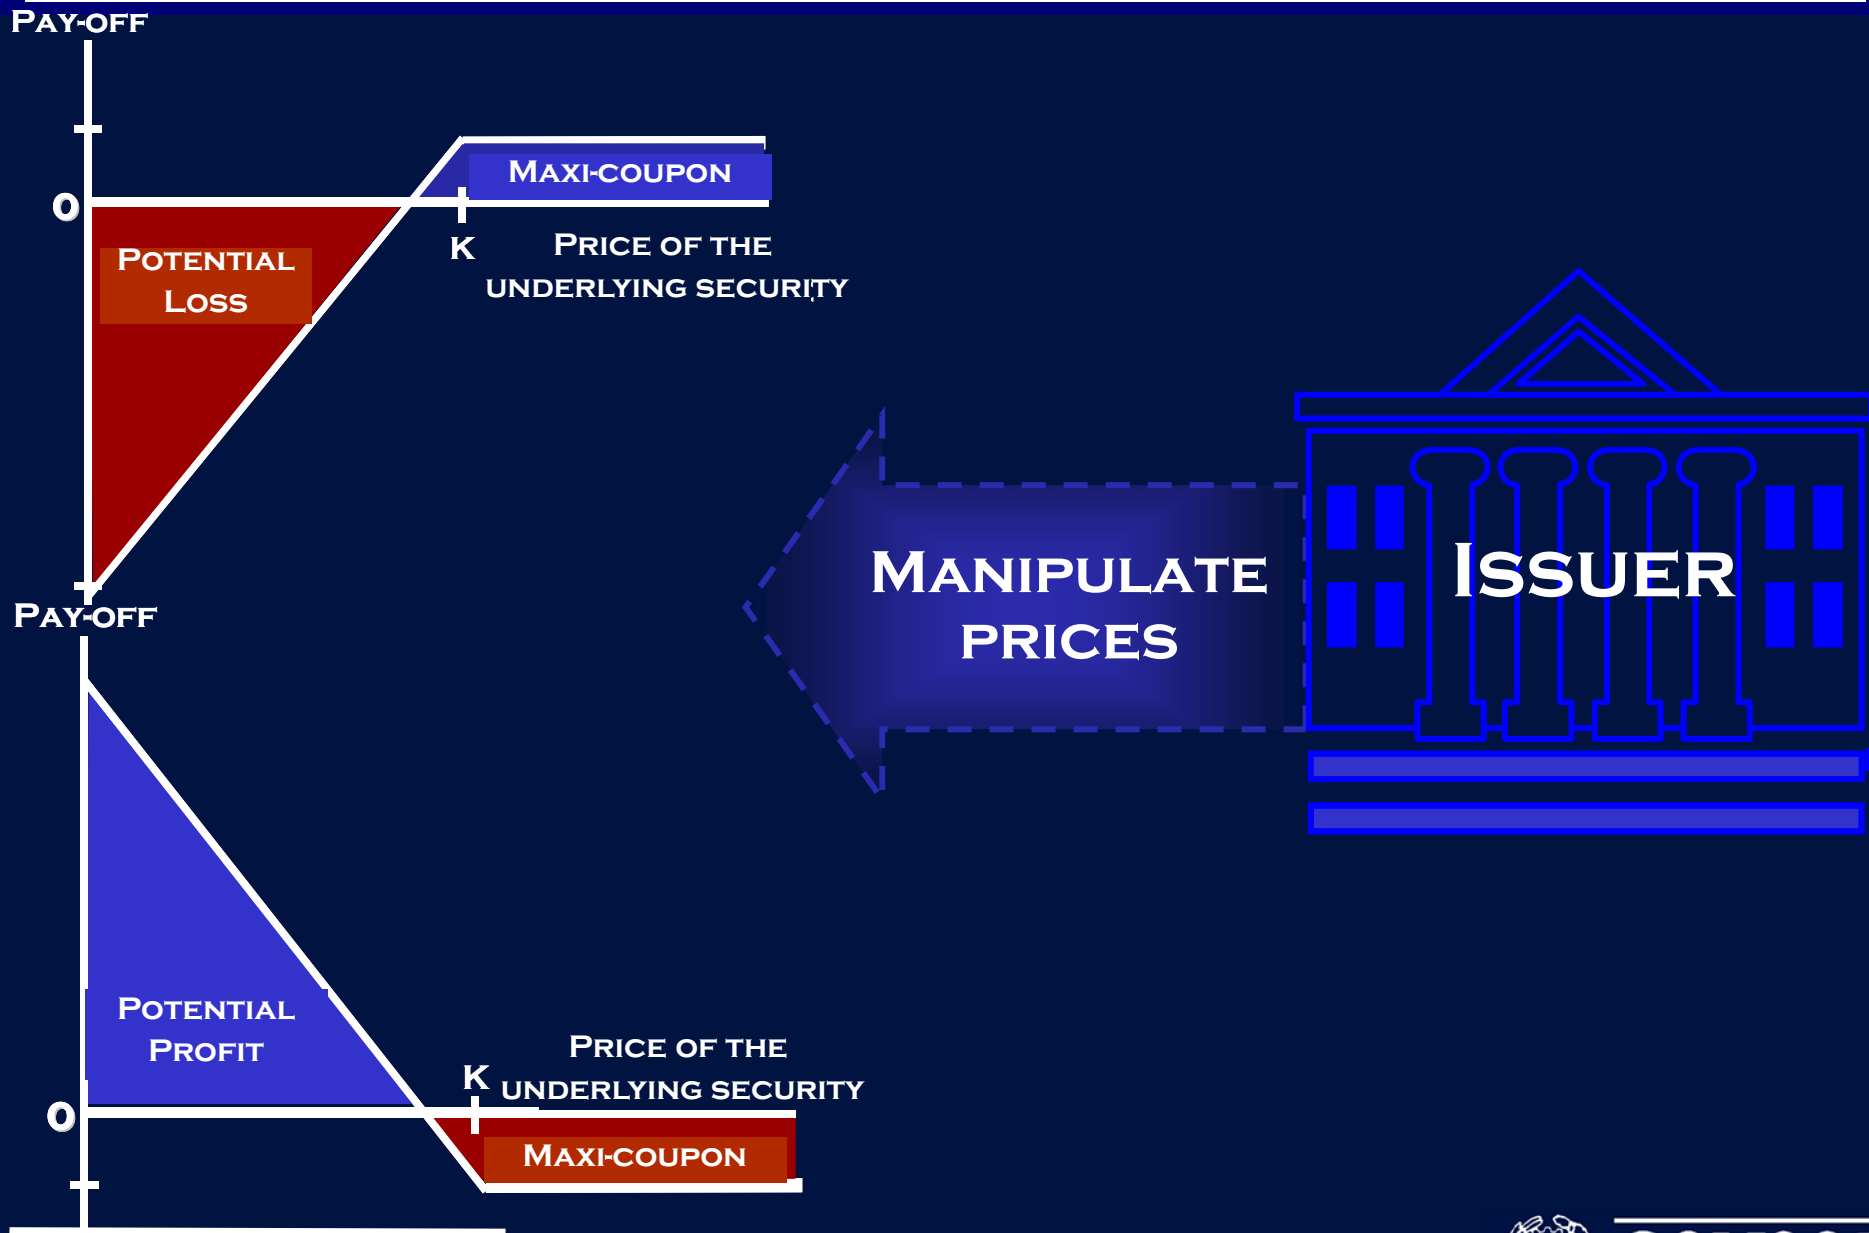 Pay-off
Maxi-coupon
0
K
Price of the
underlying security
Potential
Loss
Manipulate
prices
Issuer
Pay-off
Potential
Profit
Price of the
K
underlying security
0
Maxi-coupon